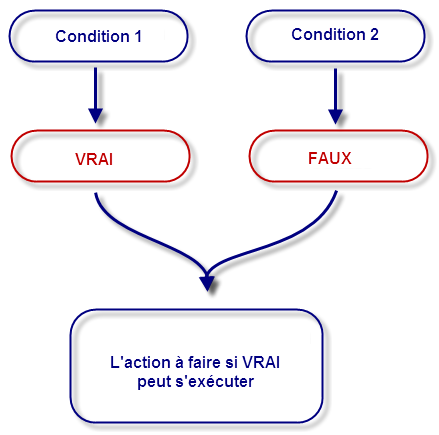 Condition 1
Condition 2
VRAI
FAUX
L'action à faire si VRAI
peut s'exécuter